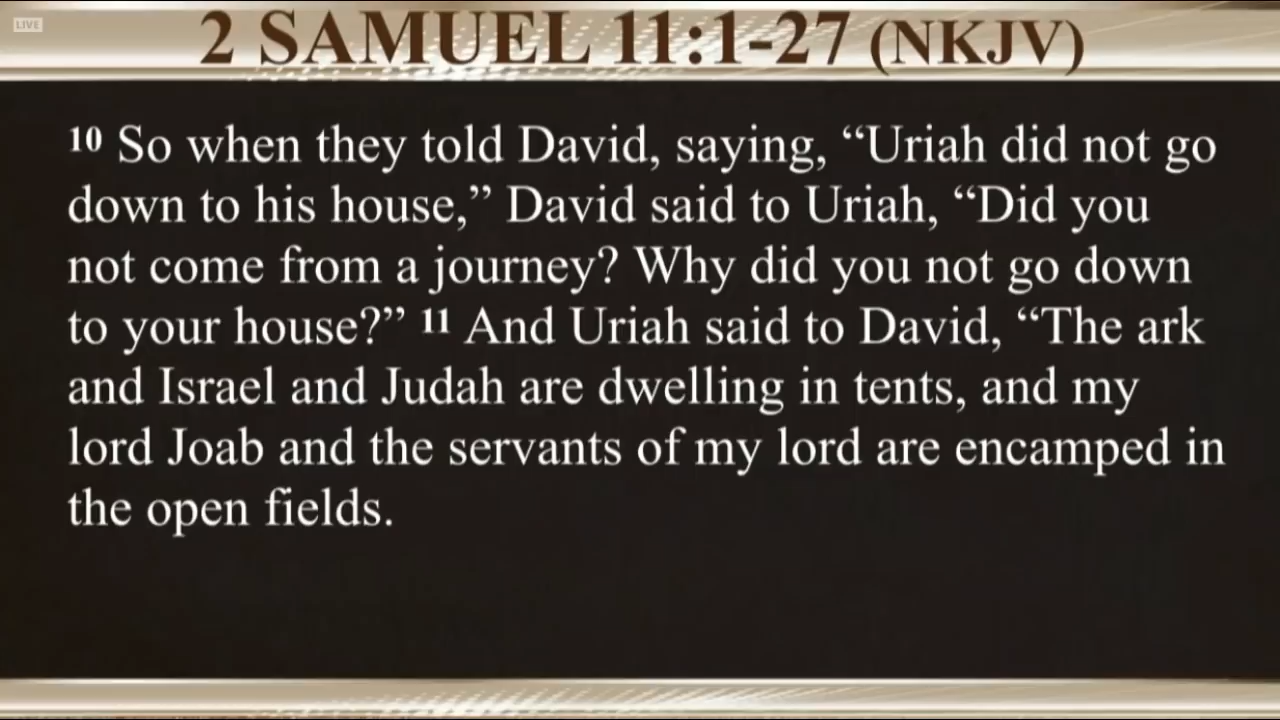 LIVE
2 SAMUEL 11:1-27 (NKJV)
10 So when they told David, saying, “Uriah did not go
down to his house,” David said to Uriah, “Did you
not come from a journey? Why did you not go down
to your house?” 11 And Uriah said to David, “The ark
and Israel and Judah are dwelling in tents, and my
lord Joab and the servants of my lord are encamped in
the open fields.